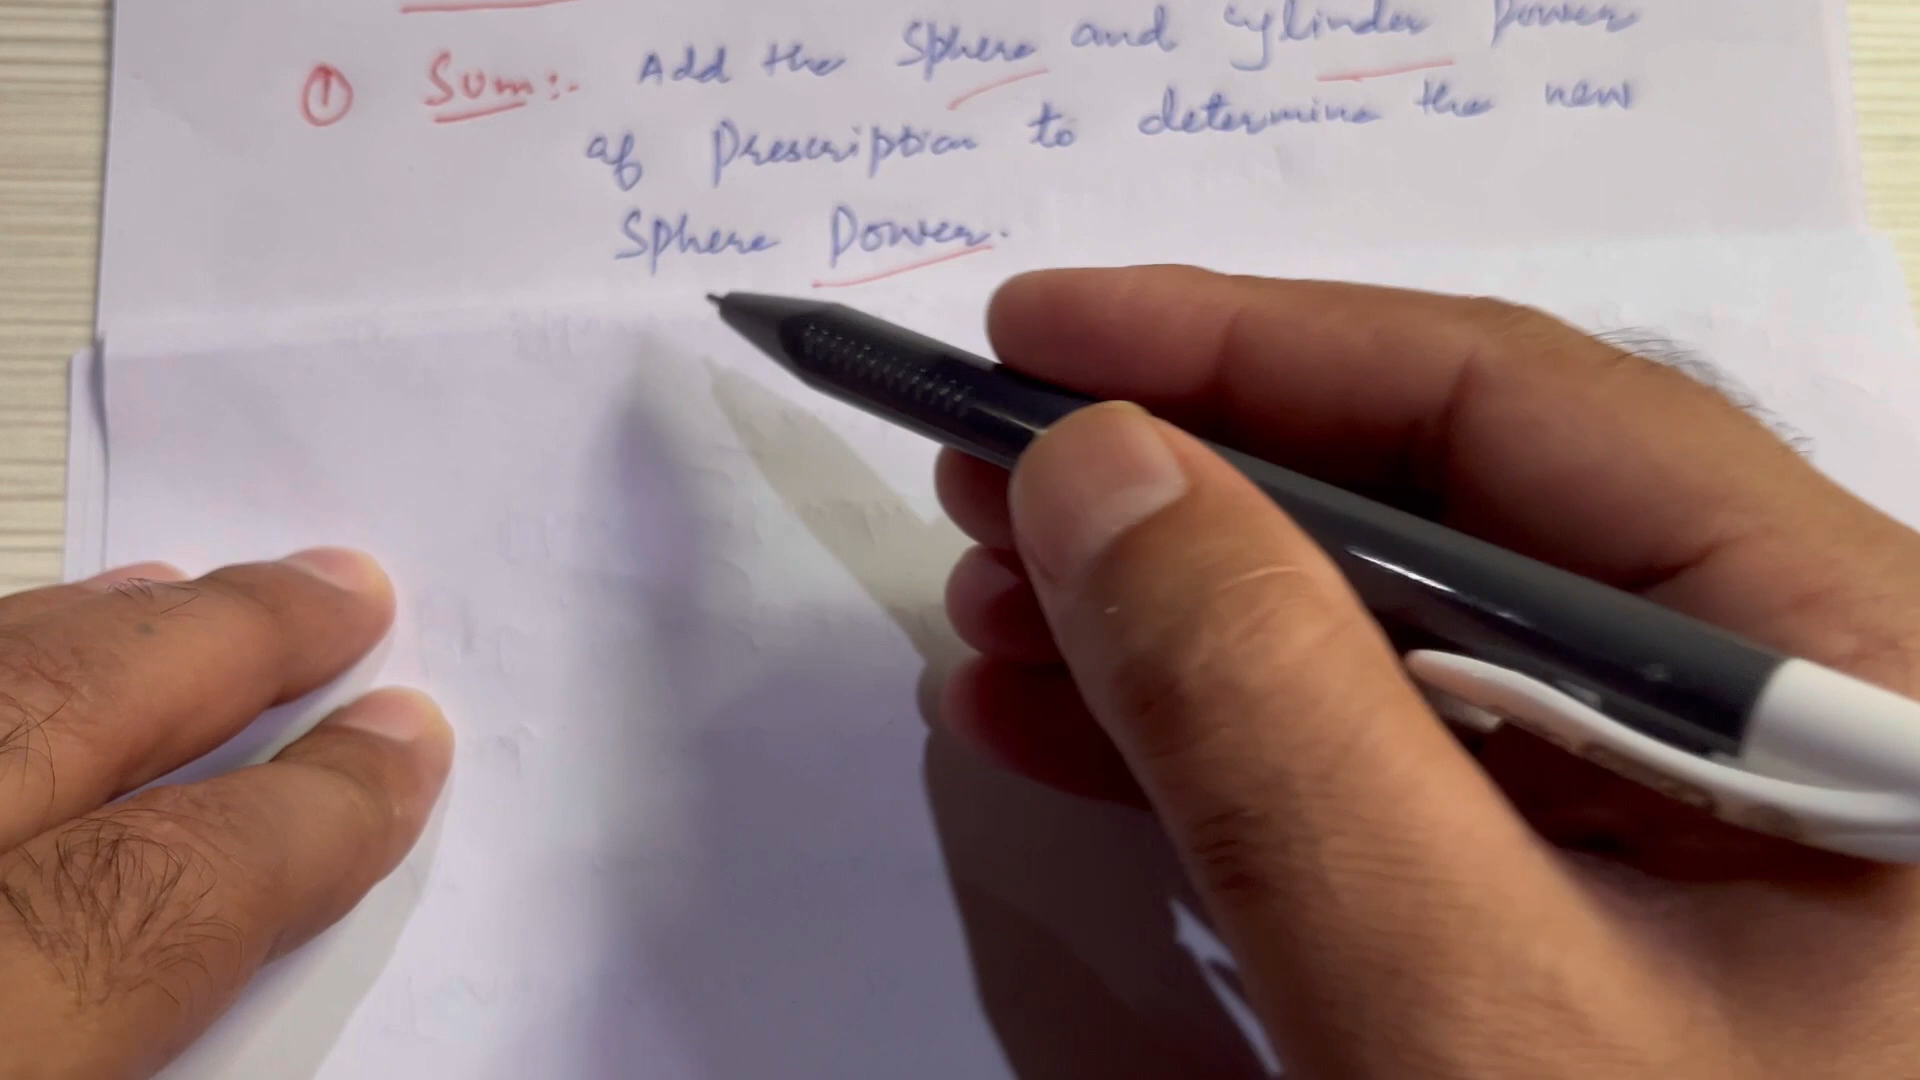 ① Sum:- Add the Sphere and cylinder Power
of Prescription to determine the new
Sphere Power.